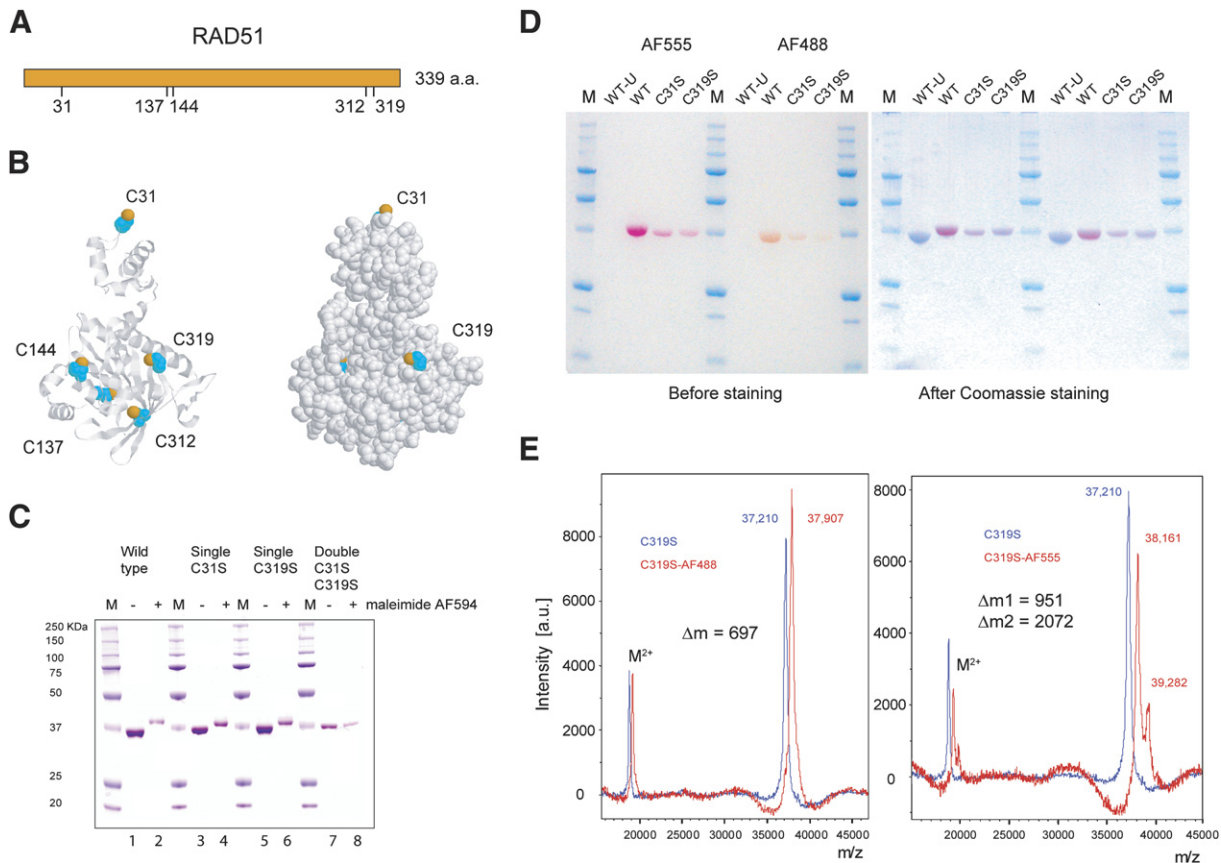 A
RAD51
339 a.a.
31
137
144
312
319
B
C31
C144
C319
C137
C312
C31
C319
C
Wild type
Single C31S
Single C319S
Double C31S C319S
M - + M - + M - + M - + maleimide AF594
250 KDa
150
100
75
50
37
25
20
1 2 3 4 5 6 7 8
D
AF555
AF488
M WT-U WT C31S C319S M WT-U WT C31S C319S M
M WT-U WT C31S C319S M WT-U WT C31S C319S M
Before staining
After Coomassie staining
E
Intensity [a.u.]
8000
6000
4000
2000
0
37,210
37,907
C319S
C319S-AF488
Δm = 697
M2+
20000 25000 30000 35000 40000 45000
m/z
8000
6000
4000
2000
0
37,210
C319S
C319S-AF555
38,161
Δm1 = 951
Δm2 = 2072
39,282
M2+
20000 25000 30000 35000 40000 45000
m/z